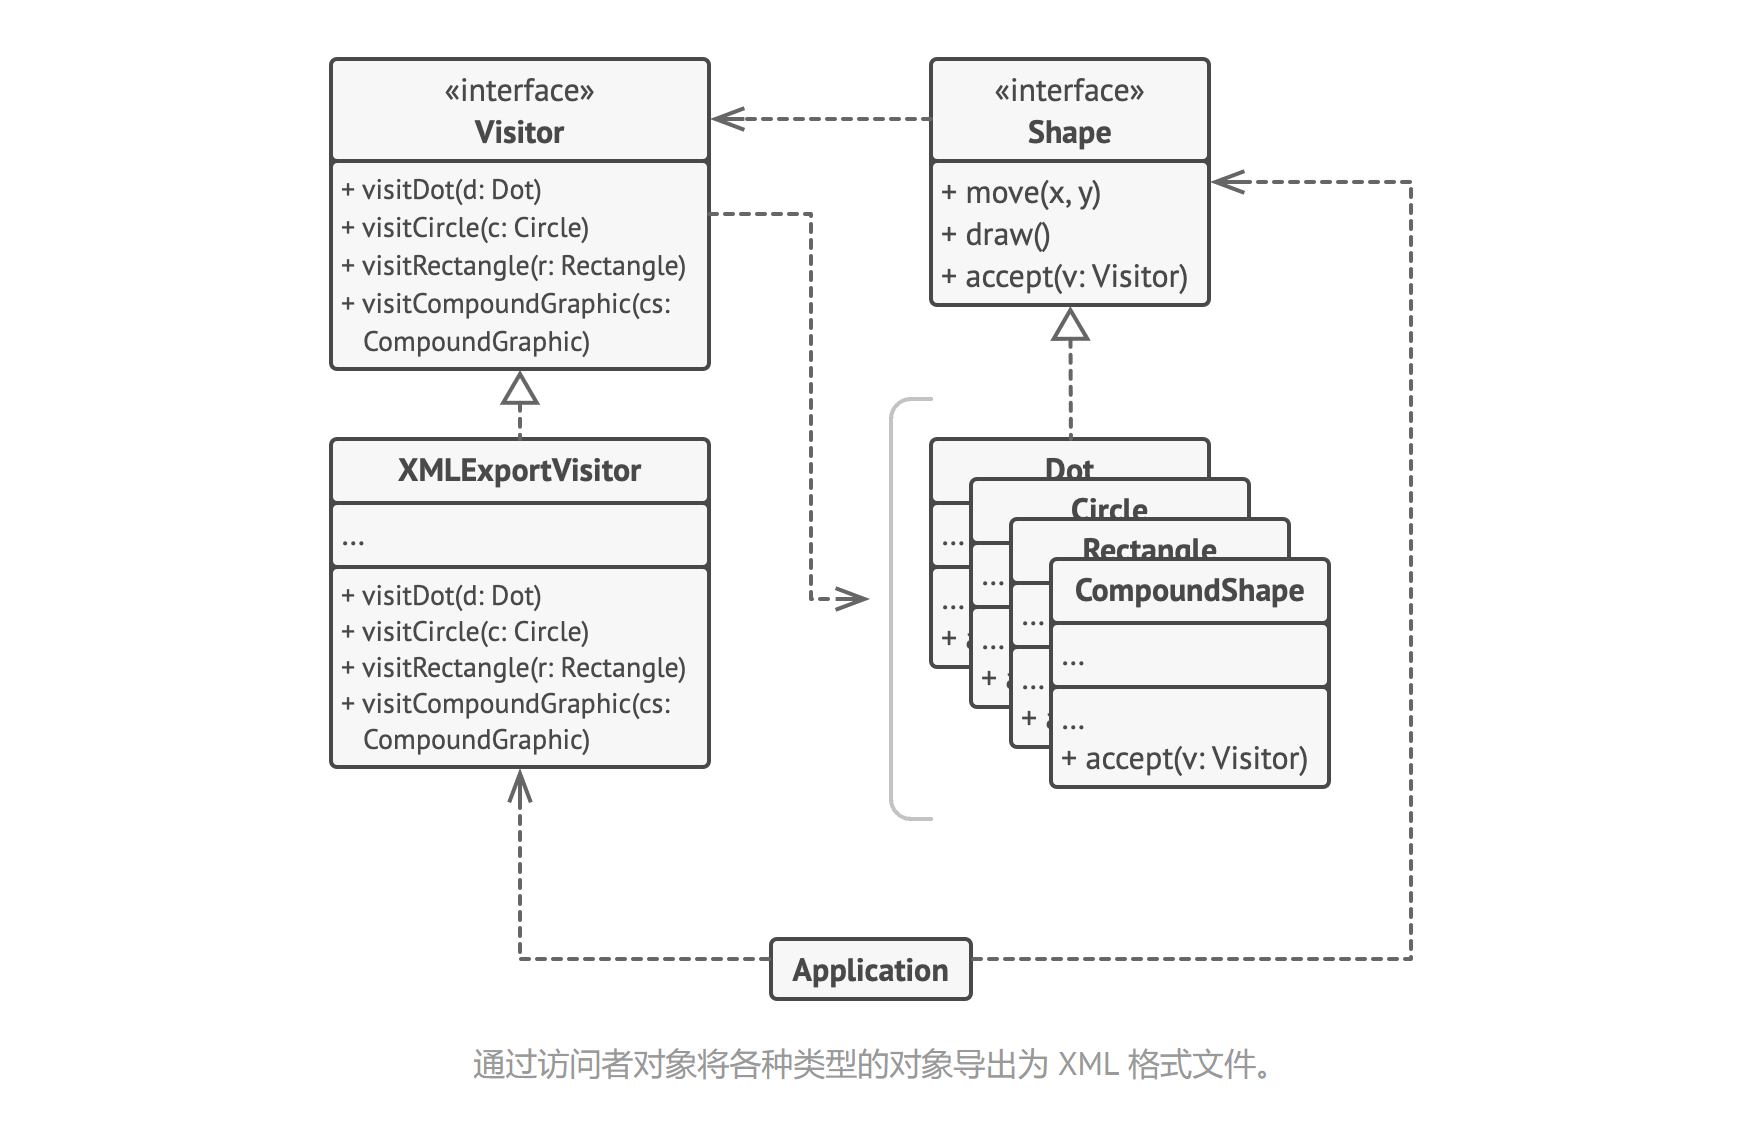 «interface»
Visitor
+ visitDot(d: Dot)
+ visitCircle(c: Circle)
+ visitRectangle(r: Rectangle)
+ visitCompoundGraphic(cs:
CompoundGraphic)
«interface»
Shape
+ move(x, y)
+ draw()
+ accept(v: Visitor)
XMLExportVisitor
...
+ visitDot(d: Dot)
+ visitCircle(c: Circle)
+ visitRectangle(r: Rectangle)
+ visitCompoundGraphic(cs:
CompoundGraphic)
Dot
...
...
+
Circle
...
...
+
Rectangle
...
...
+
CompoundShape
...
...
+ accept(v: Visitor)
Application
通过访问者对象将各种类型的对象导出为 XML 格式文件。